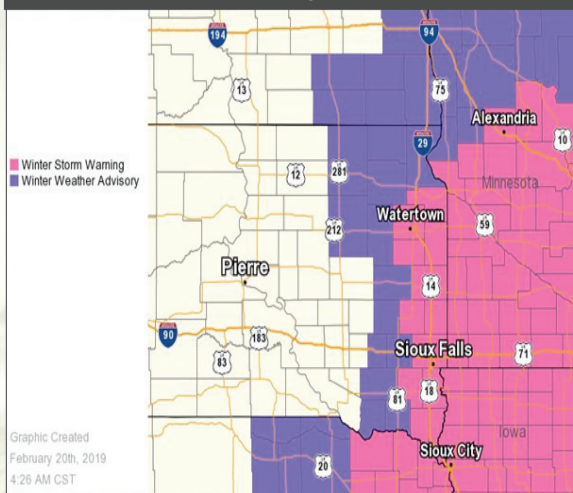 194
94
13
75
Alexandria
10
29
Winter Storm Warning
Winter Weather Advisory
12
281
Minnesota
Watertown
59
212
Pierre
14
90
183
Sioux Falls
71
83
18
81
Iowa
Sioux City
20
Graphic Created
February 20th, 2019
4:26 AM CST